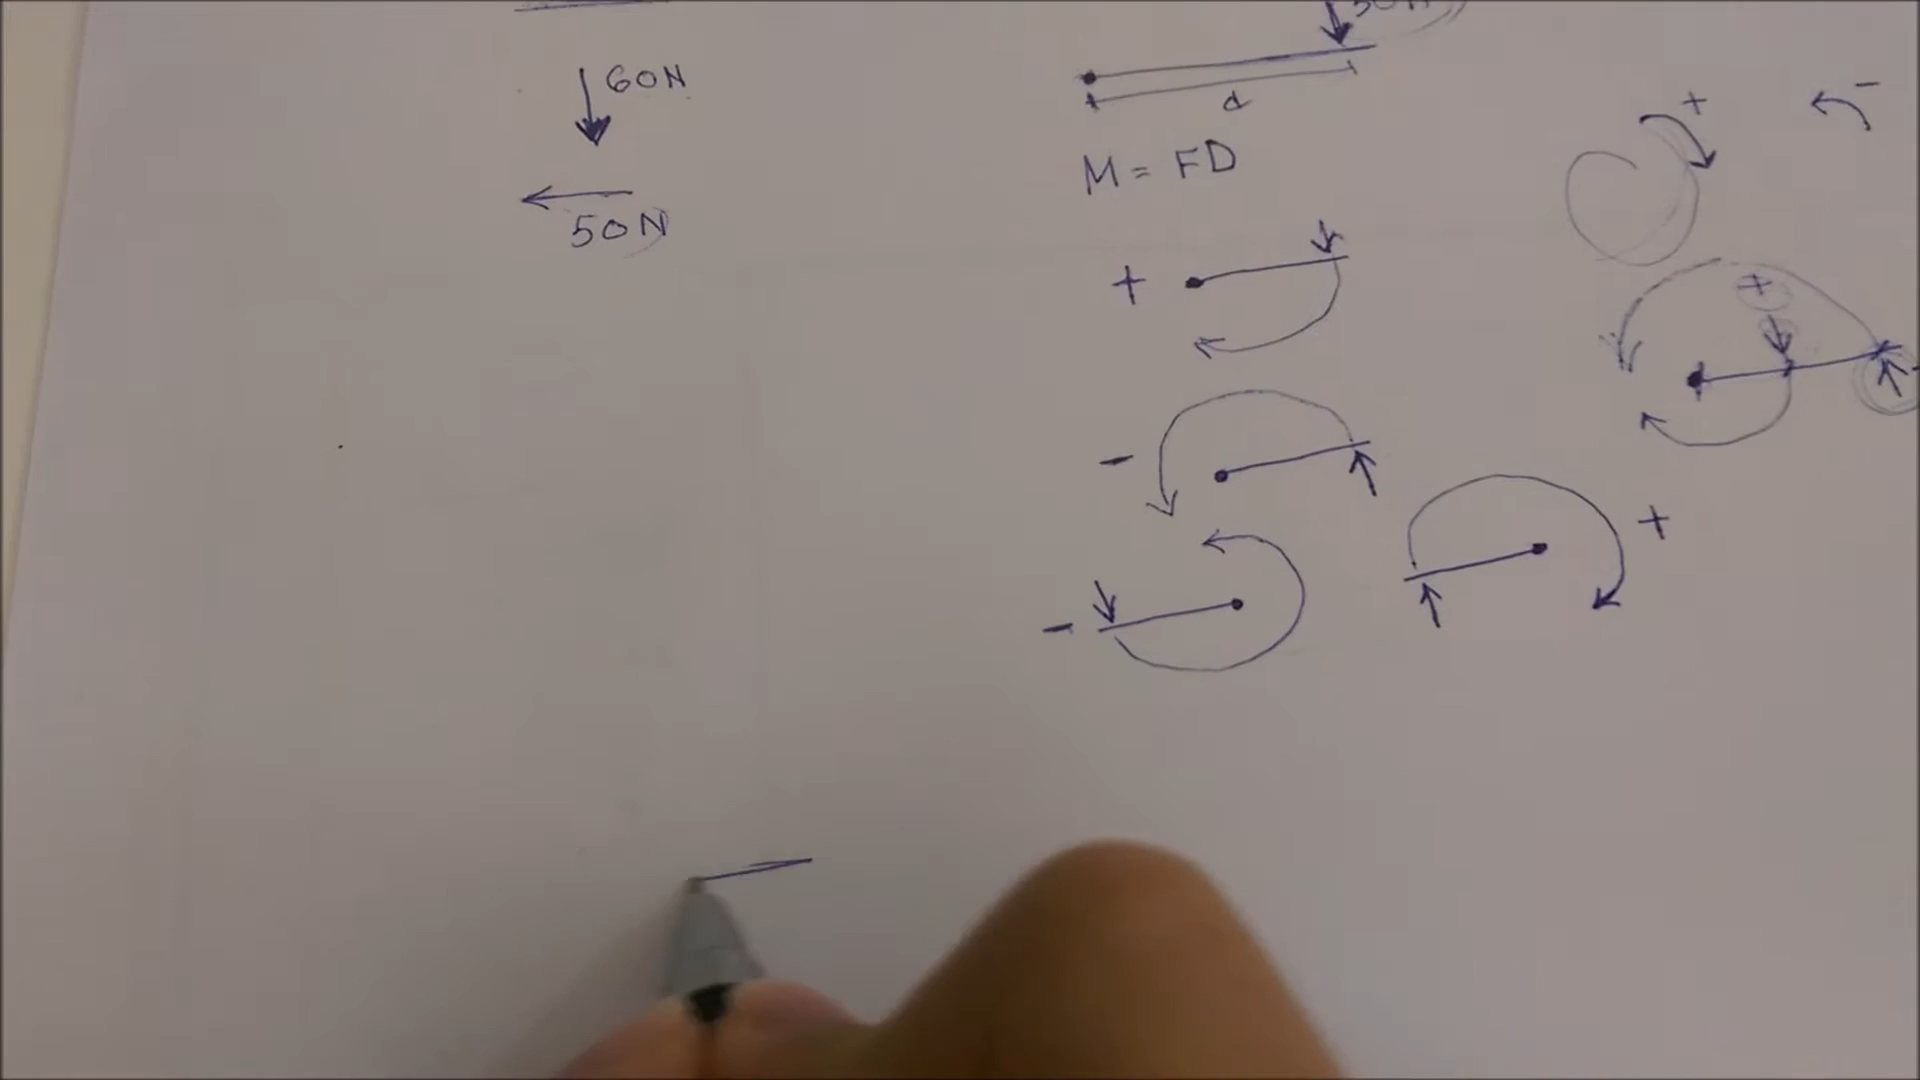 60N
50N
d
M = FD
+
-
+
+
-
-
+